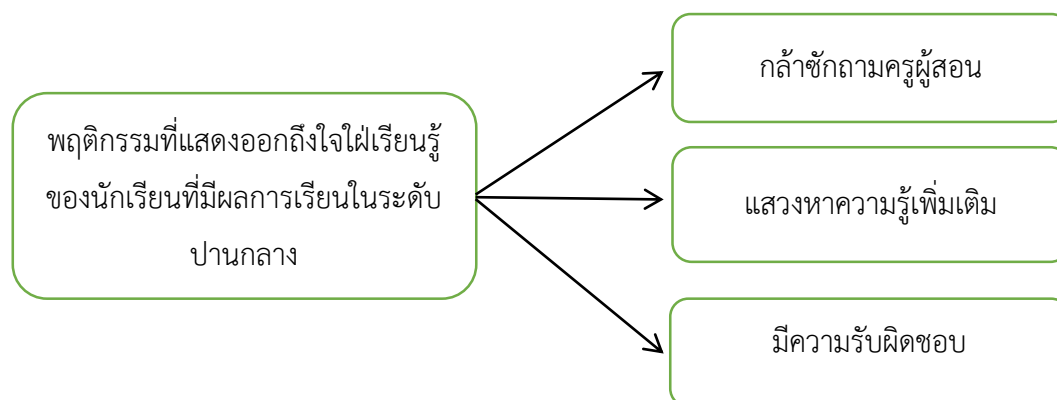 พฤติกรรมที่แสดงออกถึงใจใฝ่เรียนรู้
ของนักเรียนที่มีผลการเรียนในระดับ
ปานกลาง
กล้าซักถามครูผู้สอน
แสวงหาความรู้เพิ่มเติม
มีความรับผิดชอบ